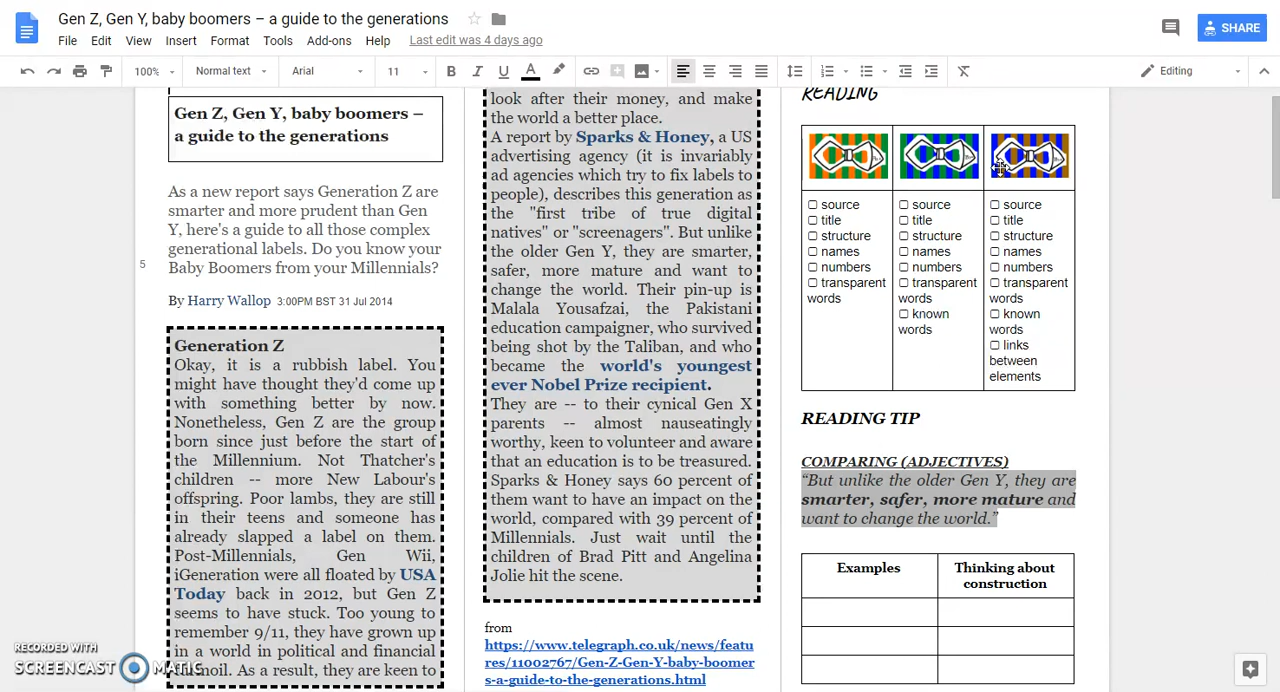 Gen Z, Gen Y, baby boomers – a guide to the generations
File Edit View Insert Format Tools Add-ons Help Last edit was 4 days ago
SHARE
100% Normal text Arial 11 B I U A Editing
Gen Z, Gen Y, baby boomers –
a guide to the generations
As a new report says Generation Z are
smarter and more prudent than Gen
Y, here's a guide to all those complex
generational labels. Do you know your
5
Baby Boomers from your Millennials?
By Harry Wallop 3:00PM BST 31 Jul 2014
Generation Z
Okay, it is a rubbish label. You
might have thought they'd come up
with something better by now.
Nonetheless, Gen Z are the group
born since just before the start of
the Millennium. Not Thatcher's
children -- more New Labour's
offspring. Poor lambs, they are still
in their teens and someone has
already slapped a label on them.
Post-Millennials, Gen Wii,
iGeneration were all floated by USA
Today back in 2012, but Gen Z
seems to have stuck. Too young to
remember 9/11, they have grown up
in a world in political and financial
turmoil. As a result, they are keen to
look after their money, and make
the world a better place.
A report by Sparks & Honey, a US
advertising agency (it is invariably
ad agencies which try to fix labels to
people), describes this generation as
the "first tribe of true digital
natives" or "screenagers". But unlike
the older Gen Y, they are smarter,
safer, more mature and want to
change the world. Their pin-up is
Malala Yousafzai, the Pakistani
education campaigner, who survived
being shot by the Taliban, and who
became the world's youngest
ever Nobel Prize recipient.
They are -- to their cynical Gen X
parents -- almost nauseatingly
worthy, keen to volunteer and aware
that an education is to be treasured.
Sparks & Honey says 60 percent of
them want to have an impact on the
world, compared with 39 percent of
Millennials. Just wait until the
children of Brad Pitt and Angelina
Jolie hit the scene.
from
https://www.telegraph.co.uk/news/featu
res/11002767/Gen-Z-Gen-Y-baby-boomer
s-a-guide-to-the-generations.html
READING
source
title
structure
names
numbers
transparent
words
source
title
structure
names
numbers
transparent
words
known
words
source
title
structure
names
numbers
transparent
words
known
words
links
between
elements
READING TIP
COMPARING (ADJECTIVES)
“But unlike the older Gen Y, they are
smarter, safer, more mature and
want to change the world.”
Examples
Thinking about
construction
RECORDED WITH
SCREENCAST MATIC